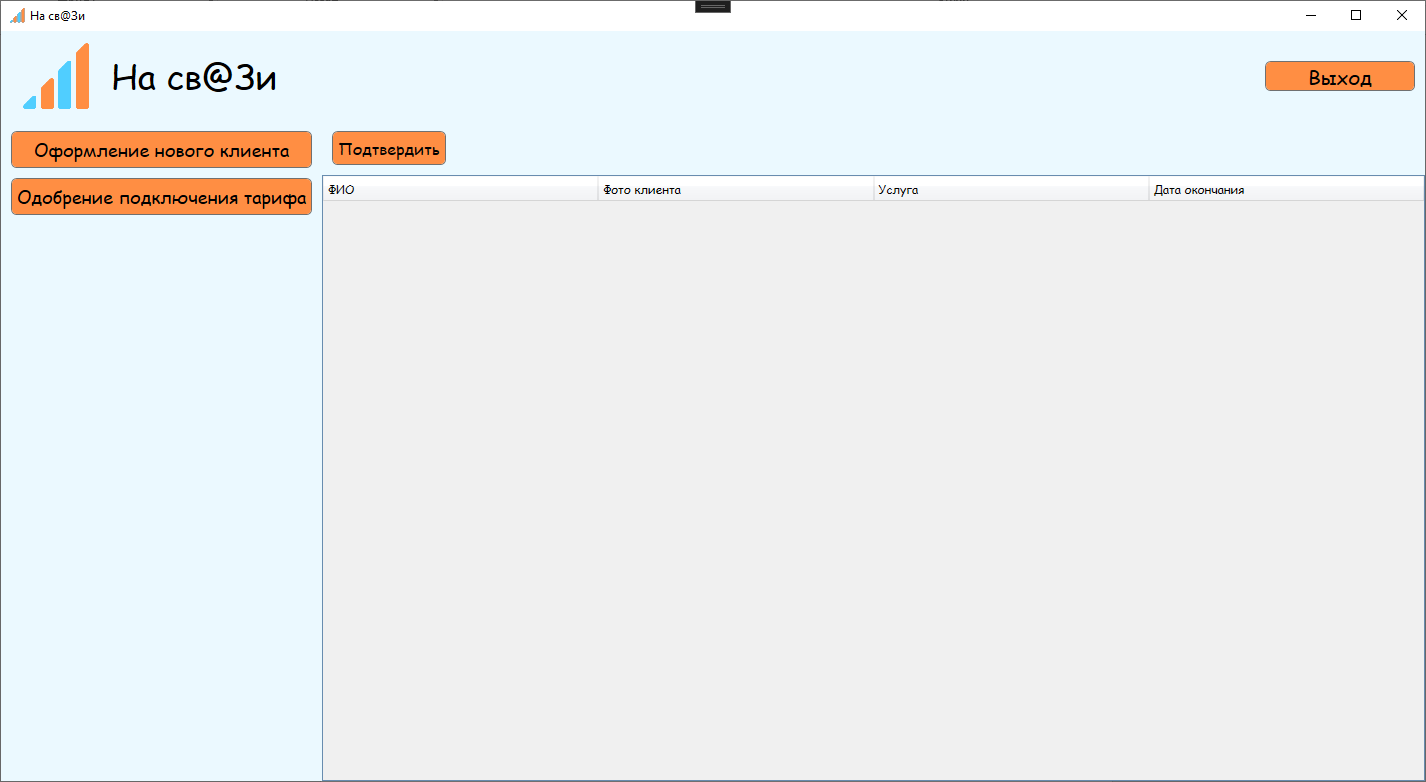 На св@Зи
На св@Зи
Выход
Оформление нового клиента
Подтвердить
Одобрение подключения тарифа
ФИО
Фото клиента
Услуга
Дата окончания